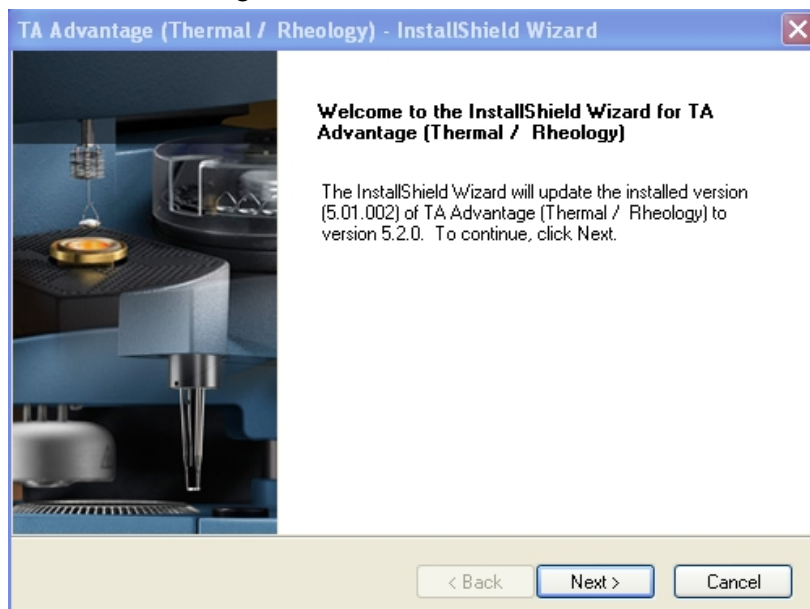 TA Advantage (Thermal / Rheology) - InstallShield Wizard
Welcome to the InstallShield Wizard for TA
Advantage (Thermal / Rheology)
The InstallShield Wizard will update the installed version
(5.01.002) of TA Advantage (Thermal / Rheology) to
version 5.2.0. To continue, click Next.
< Back
Next >
Cancel